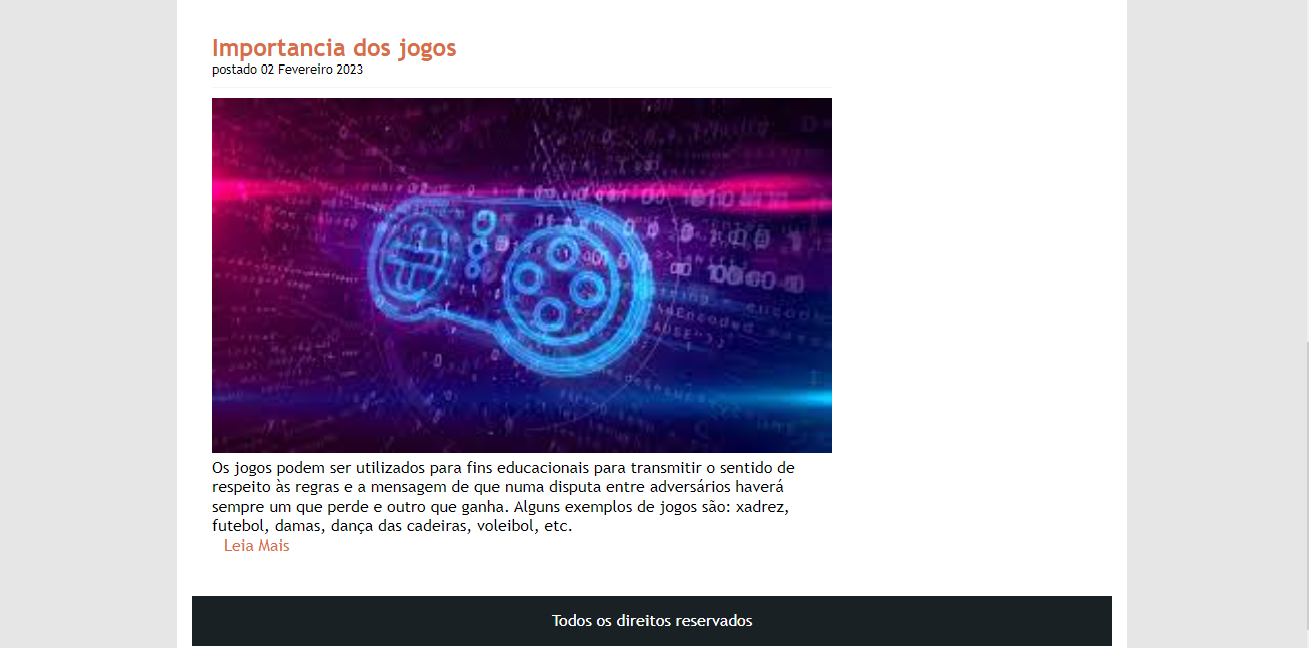 Importancia dos jogos
postado 02 Fevereiro 2023
Os jogos podem ser utilizados para fins educacionais para transmitir o sentido de
respeito às regras e a mensagem de que numa disputa entre adversários haverá
sempre um que perde e outro que ganha. Alguns exemplos de jogos são: xadrez,
futebol, damas, dança das cadeiras, voleibol, etc.
Leia Mais
Todos os direitos reservados